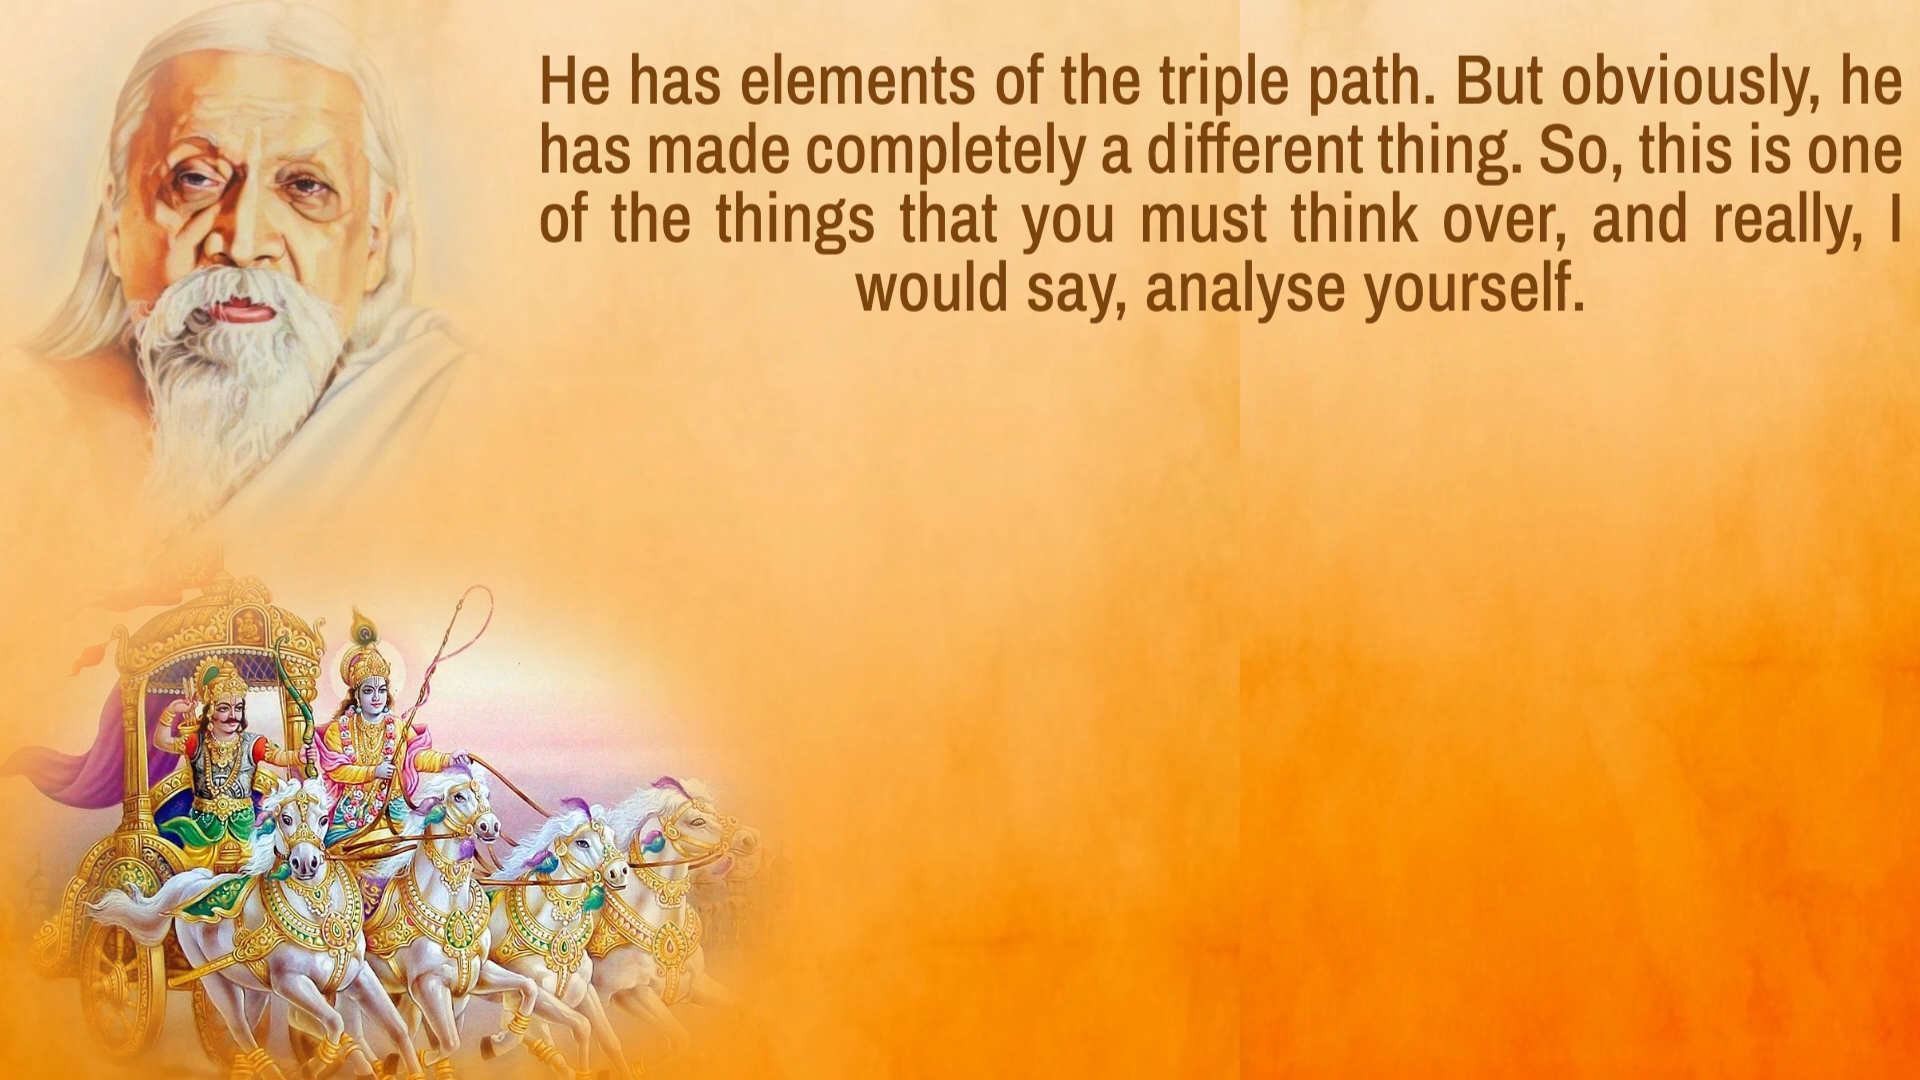 He has elements of the triple path. But obviously, he
has made completely a different thing. So, this is one
of the things that you must think over, and really, I
would say, analyse yourself.